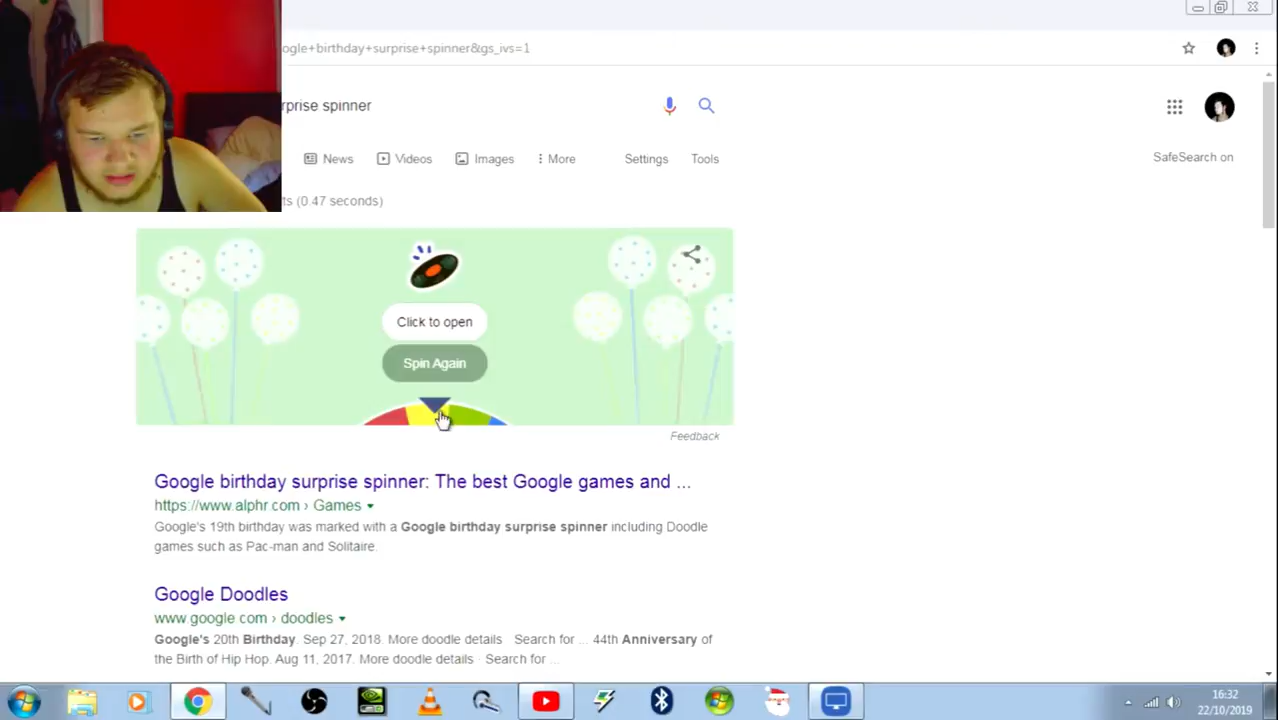 ogle+birthday+surprise+spinner&gs_ivs=1
rprise spinner
News
Videos
Images
More
Settings
Tools
SafeSearch on
ts (0.47 seconds)
Click to open
Spin Again
Feedback
Google birthday surprise spinner: The best Google games and ...
https://www.alphr.com › Games
Google's 19th birthday was marked with a Google birthday surprise spinner including Doodle
games such as Pac-man and Solitaire.
Google Doodles
www.google.com › doodles
Google's 20th Birthday. Sep 27, 2018. More doodle details · Search for ... 44th Anniversary of
the Birth of Hip Hop. Aug 11, 2017. More doodle details · Search for ...
16:32
22/10/2019